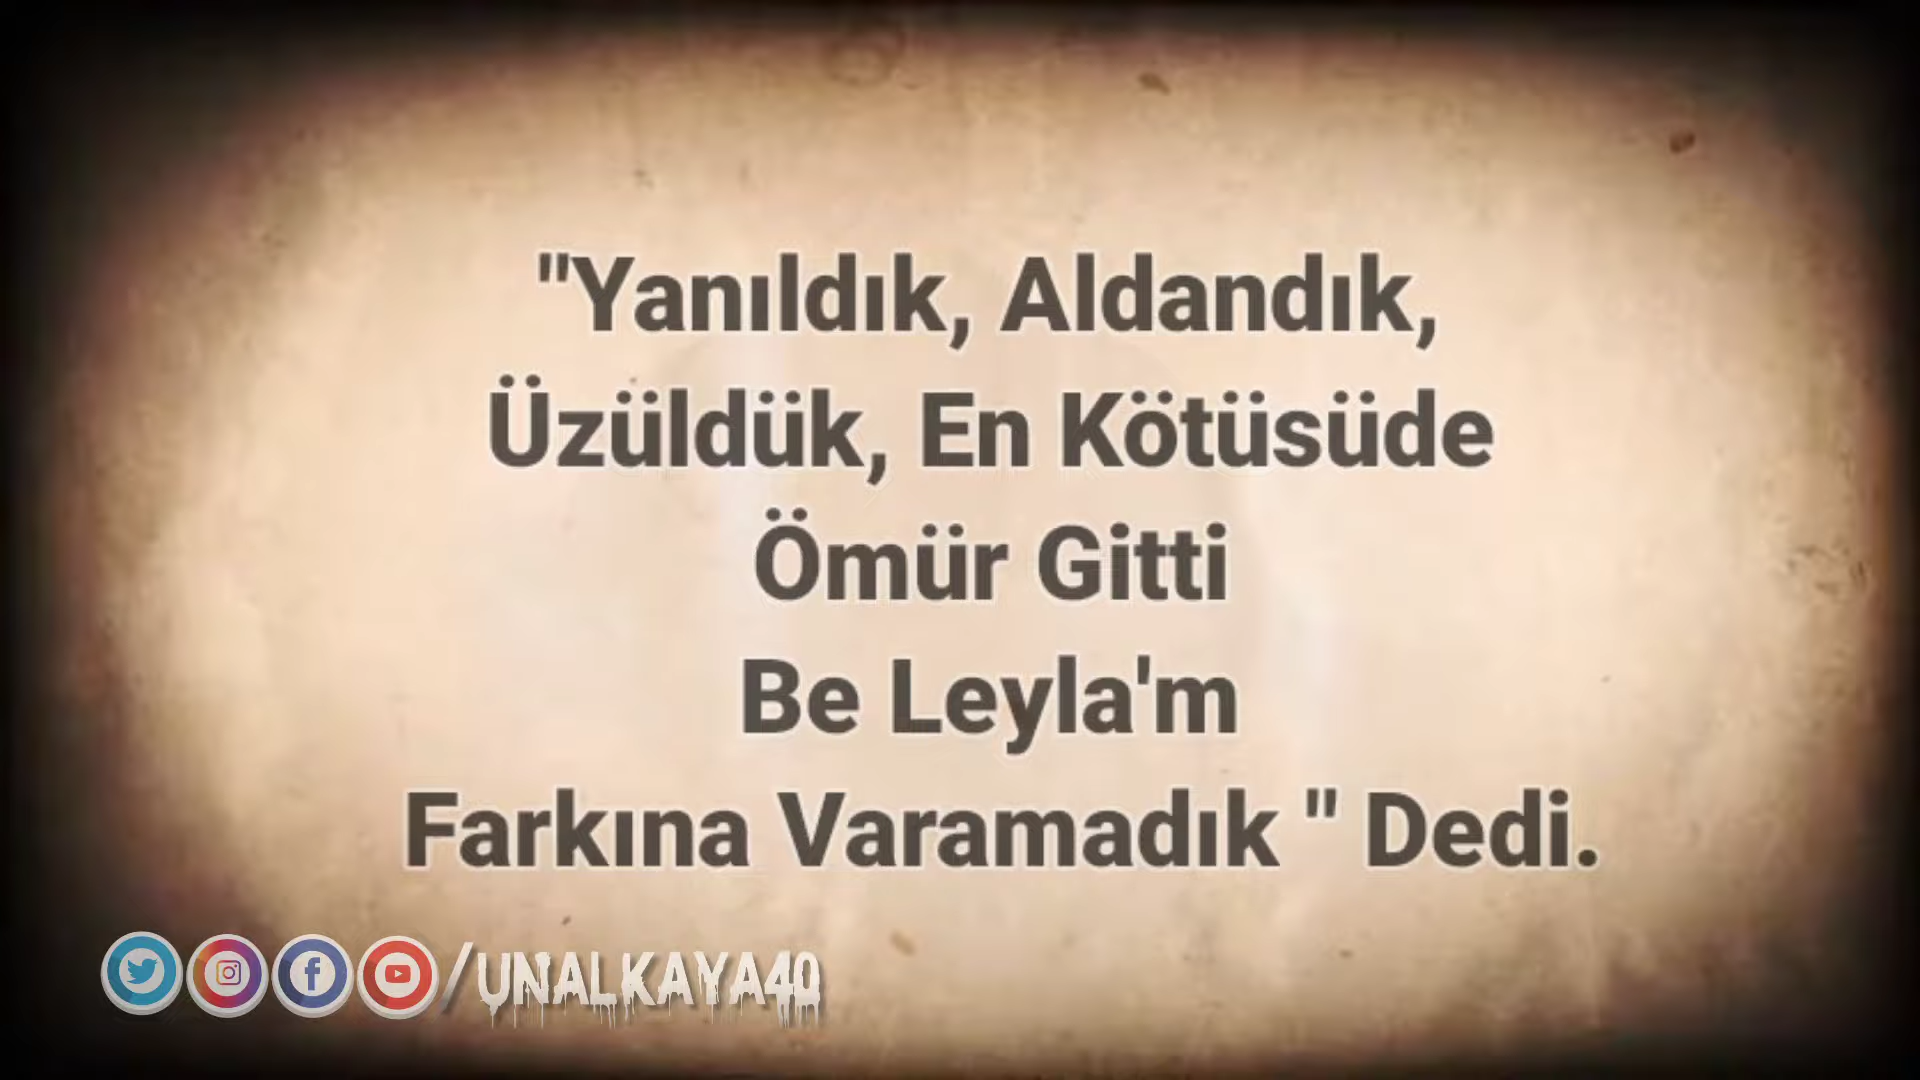 "Yanıldık, Aldandık,
Üzüldük, En Kötüsüde
Ömür Gitti
Be Leyla'm
Farkına Varamadık " Dedi.
/UNALKAYA40